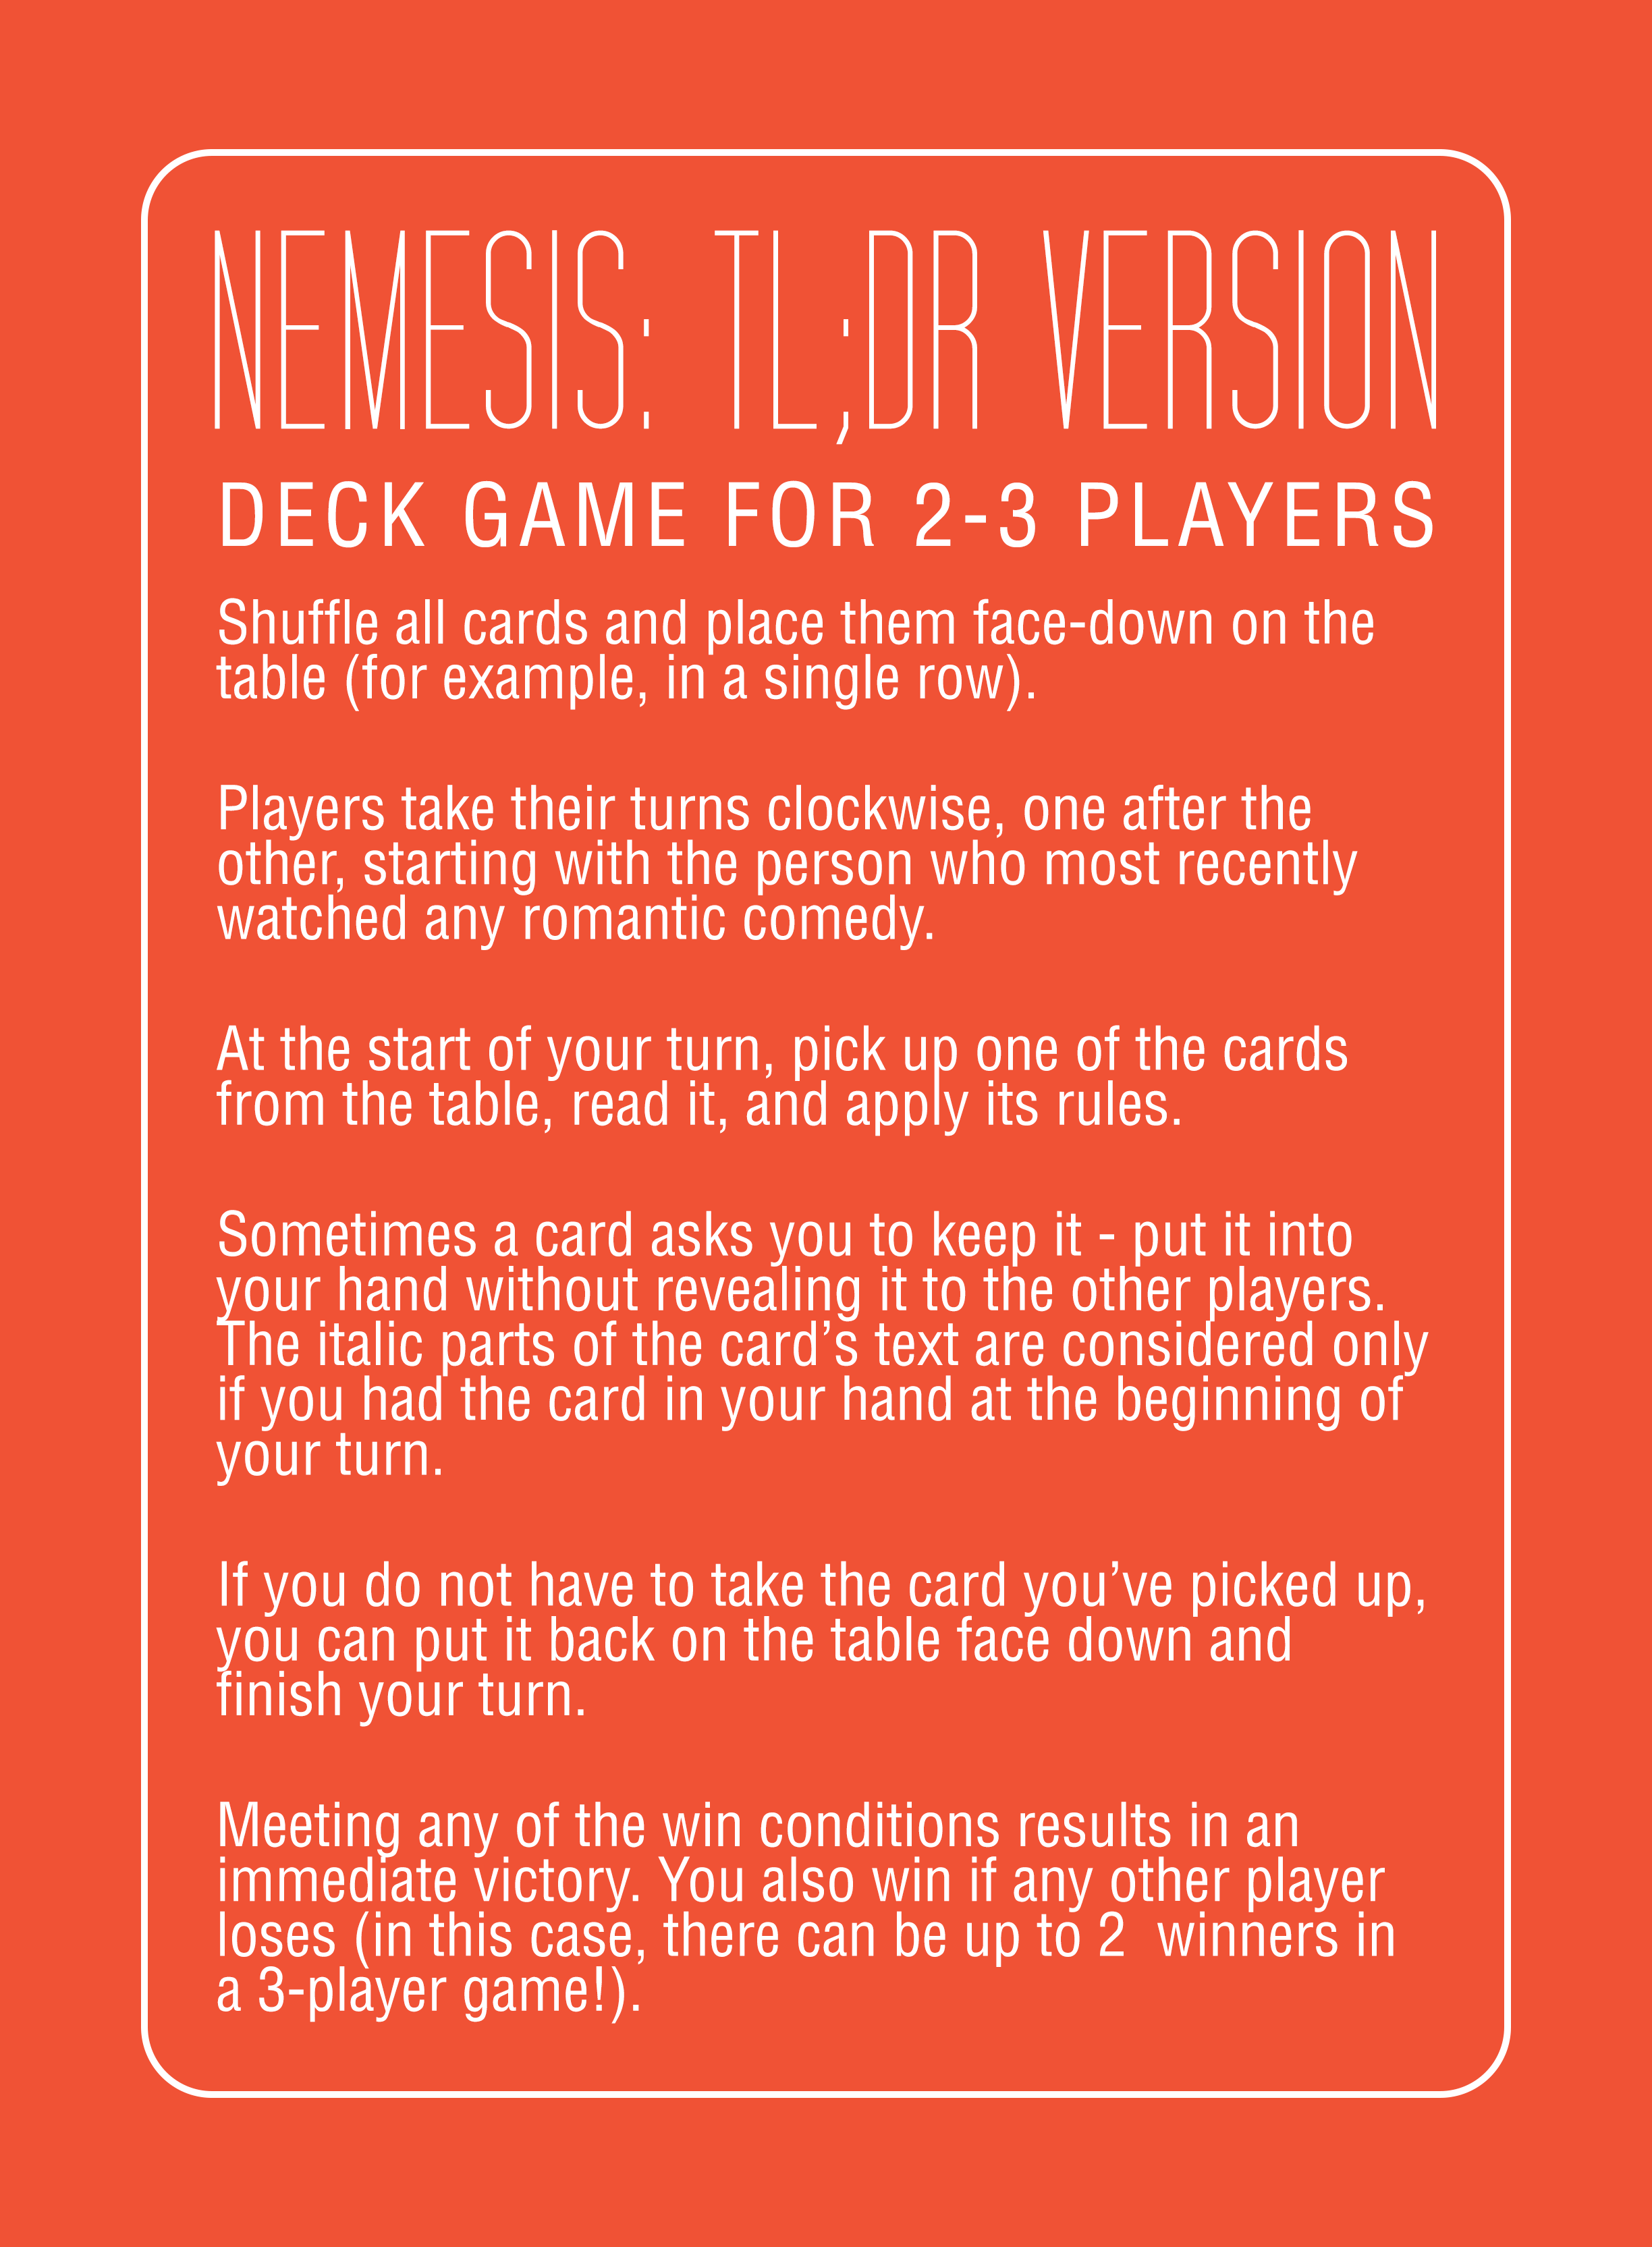 NEMESIS: TL;DR VERSION
DECK GAME FOR 2-3 PLAYERS
Shuffle all cards and place them face-down on the
table (for example, in a single row).
Players take their turns clockwise, one after the
other, starting with the person who most recently
watched any romantic comedy.
At the start of your turn, pick up one of the cards
from the table, read it, and apply its rules.
Sometimes a card asks you to keep it - put it into
your hand without revealing it to the other players.
The italic parts of the card’s text are considered only
if you had the card in your hand at the beginning of
your turn.
If you do not have to take the card you’ve picked up,
you can put it back on the table face down and
finish your turn.
Meeting any of the win conditions results in an
immediate victory. You also win if any other player
loses (in this case, there can be up to 2  winners in
a 3-player game!).